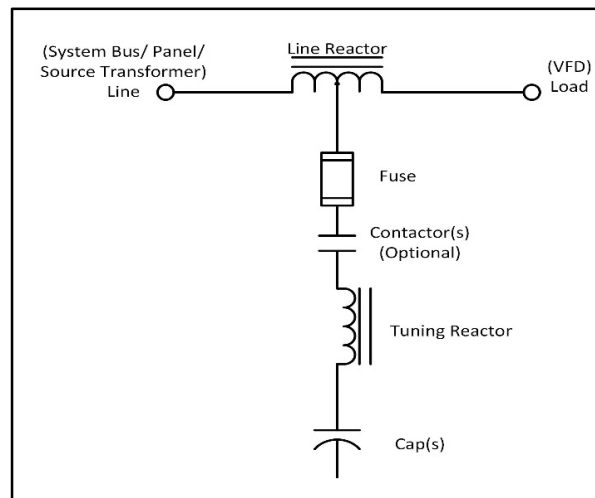 (System Bus/ Panel/
Source Transformer)
Line
Line Reactor
(VFD)
Load
Fuse
Contactor(s)
(Optional)
Tuning Reactor
Cap(s)